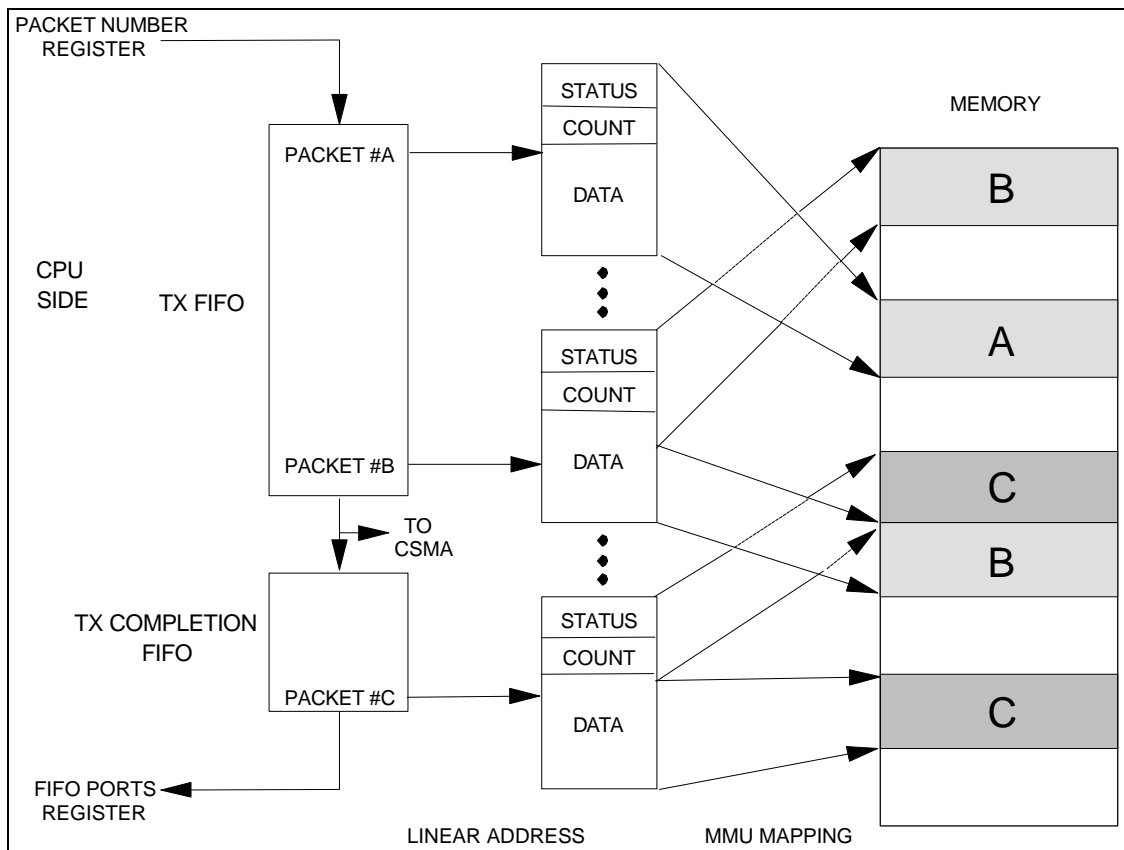 PACKET NUMBER
REGISTER
PACKET #A
CPU
SIDE
TX FIFO
PACKET #B
TO
CSMA
TX COMPLETION
FIFO
PACKET #C
FIFO PORTS
REGISTER
STATUS
COUNT
DATA
STATUS
COUNT
DATA
STATUS
COUNT
DATA
LINEAR ADDRESS
MMU MAPPING
MEMORY
B
A
C
B
C